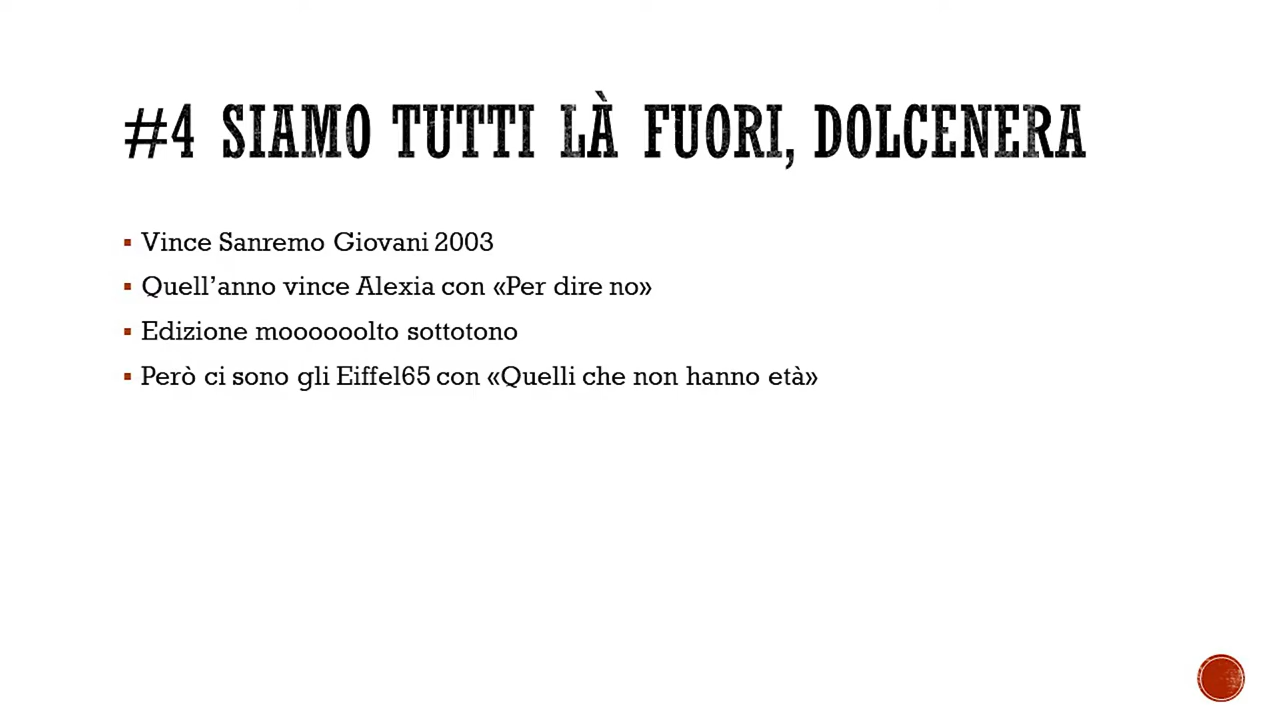 #4 SIAMO TUTTI LÀ FUORI, DOLCENERA
▪ Vince Sanremo Giovani 2003
▪ Quell’anno vince Alexia con «Per dire no»
▪ Edizione moooooolto sottotono
▪ Però ci sono gli Eiffel65 con «Quelli che non hanno età»